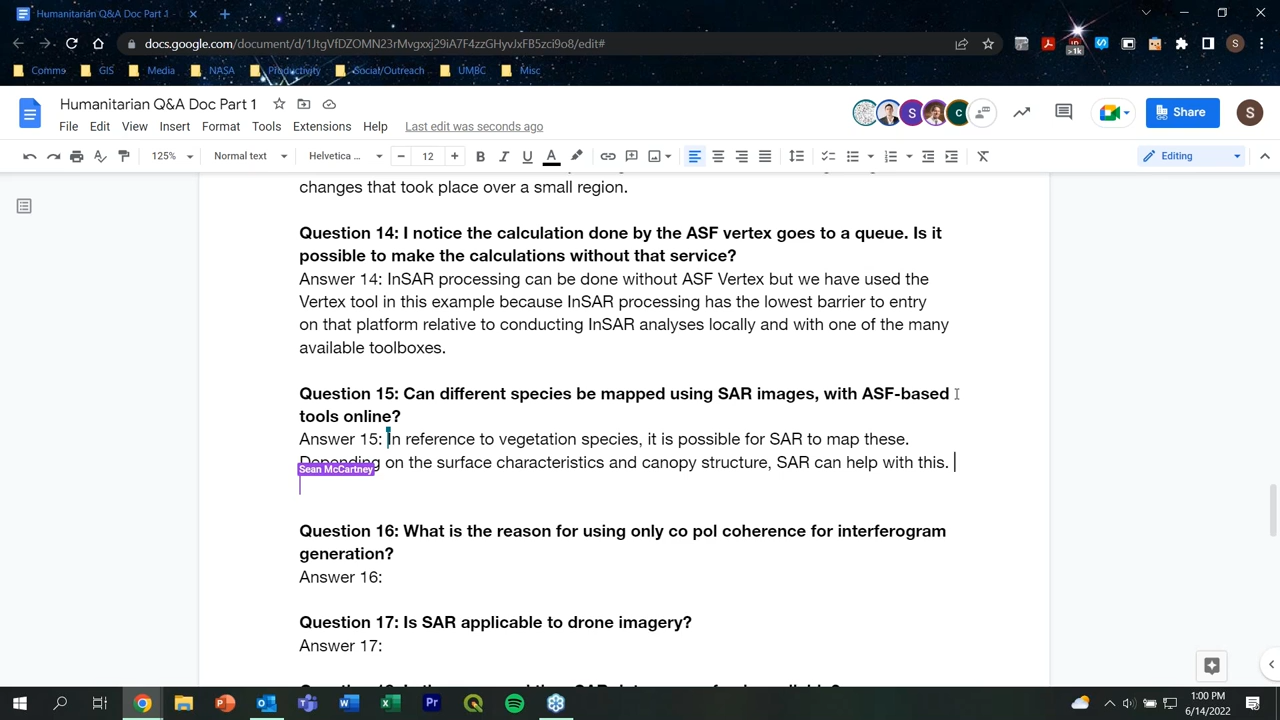 Humanitarian Q&A Doc Part 1
docs.google.com/document/d/1JtgVfDZOMN23rMvgxxj29iA7F4zzGHyvJxFB5zci9o8/edit#
>1k
S
Comms
GIS
Media
NASA
Productivity
Social/Outreach
UMBC
Misc
Humanitarian Q&A Doc Part 1
File Edit View Insert Format Tools Extensions Help Last edit was seconds ago
S C Share S
125% Normal text Helvetica ... 12 B I U A Editing
changes that took place over a small region.
Question 14: I notice the calculation done by the ASF vertex goes to a queue. Is it
possible to make the calculations without that service?
Answer 14: InSAR processing can be done without ASF Vertex but we have used the
Vertex tool in this example because InSAR processing has the lowest barrier to entry
on that platform relative to conducting InSAR analyses locally and with one of the many
available toolboxes.
Question 15: Can different species be mapped using SAR images, with ASF-based
tools online?
Answer 15: In reference to vegetation species, it is possible for SAR to map these.
Depending on the surface characteristics and canopy structure, SAR can help with this.
Sean McCartney
Question 16: What is the reason for using only co pol coherence for interferogram
generation?
Answer 16:
Question 17: Is SAR applicable to drone imagery?
Answer 17:
1:00 PM
6/14/2022